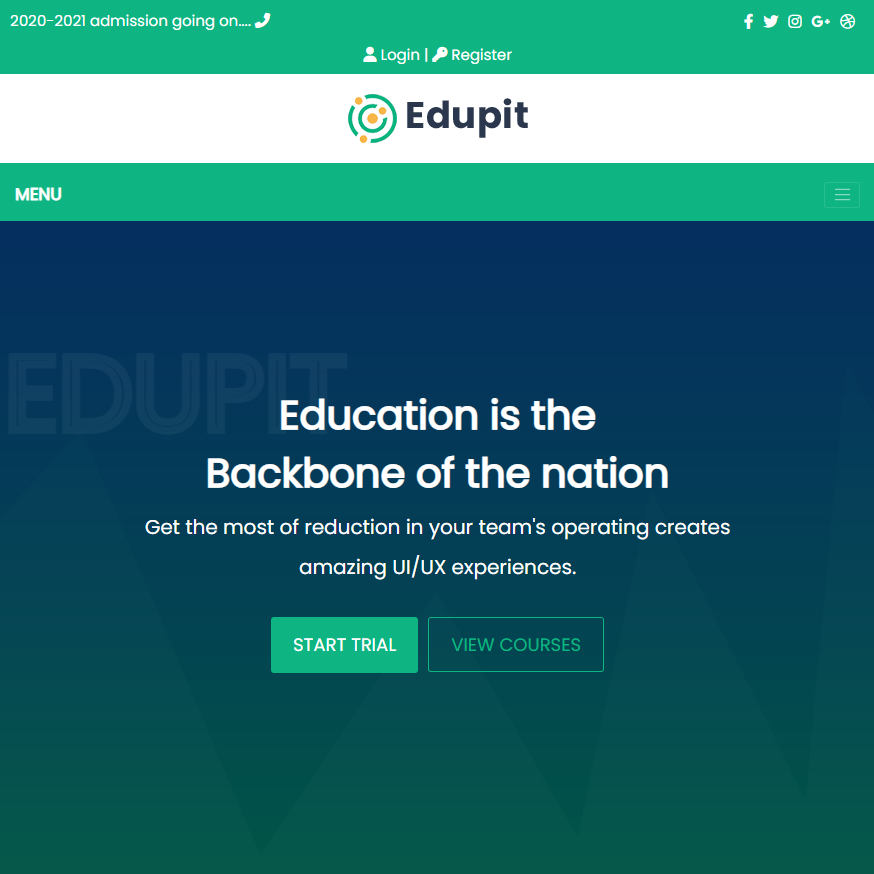 2020-2021 admission going on....
Login | Register
Edupit
MENU
EDUPIT
Education is the
Backbone of the nation
Get the most of reduction in your team's operating creates
amazing UI/UX experiences.
START TRIAL
VIEW COURSES